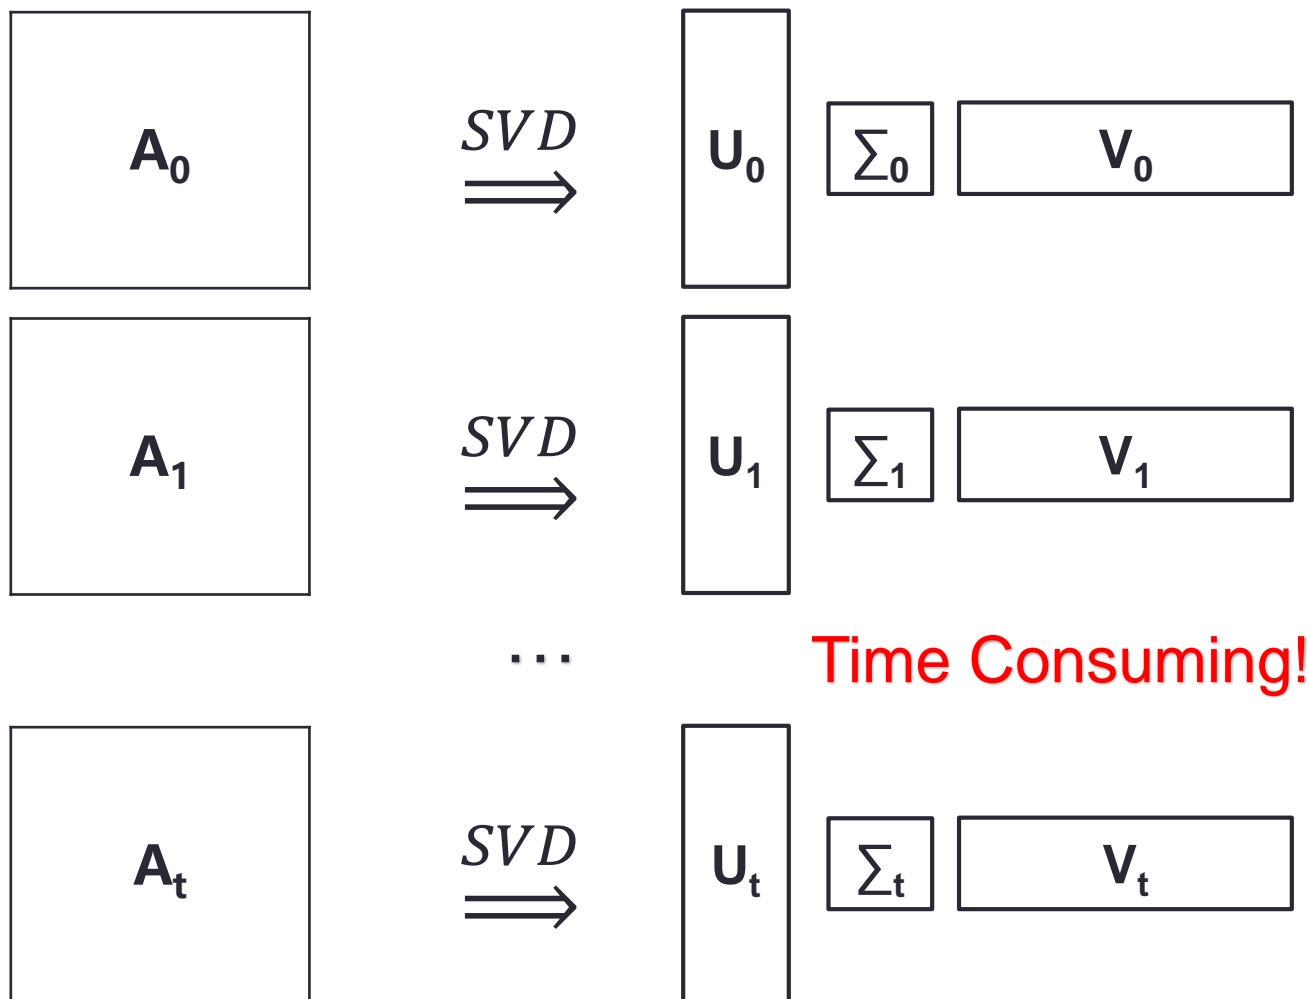 A₀ SVD U₀ ∑₀ V₀
A₁ SVD U₁ ∑₁ V₁
... Time Consuming!
Aₜ SVD Uₜ ∑ₜ Vₜ